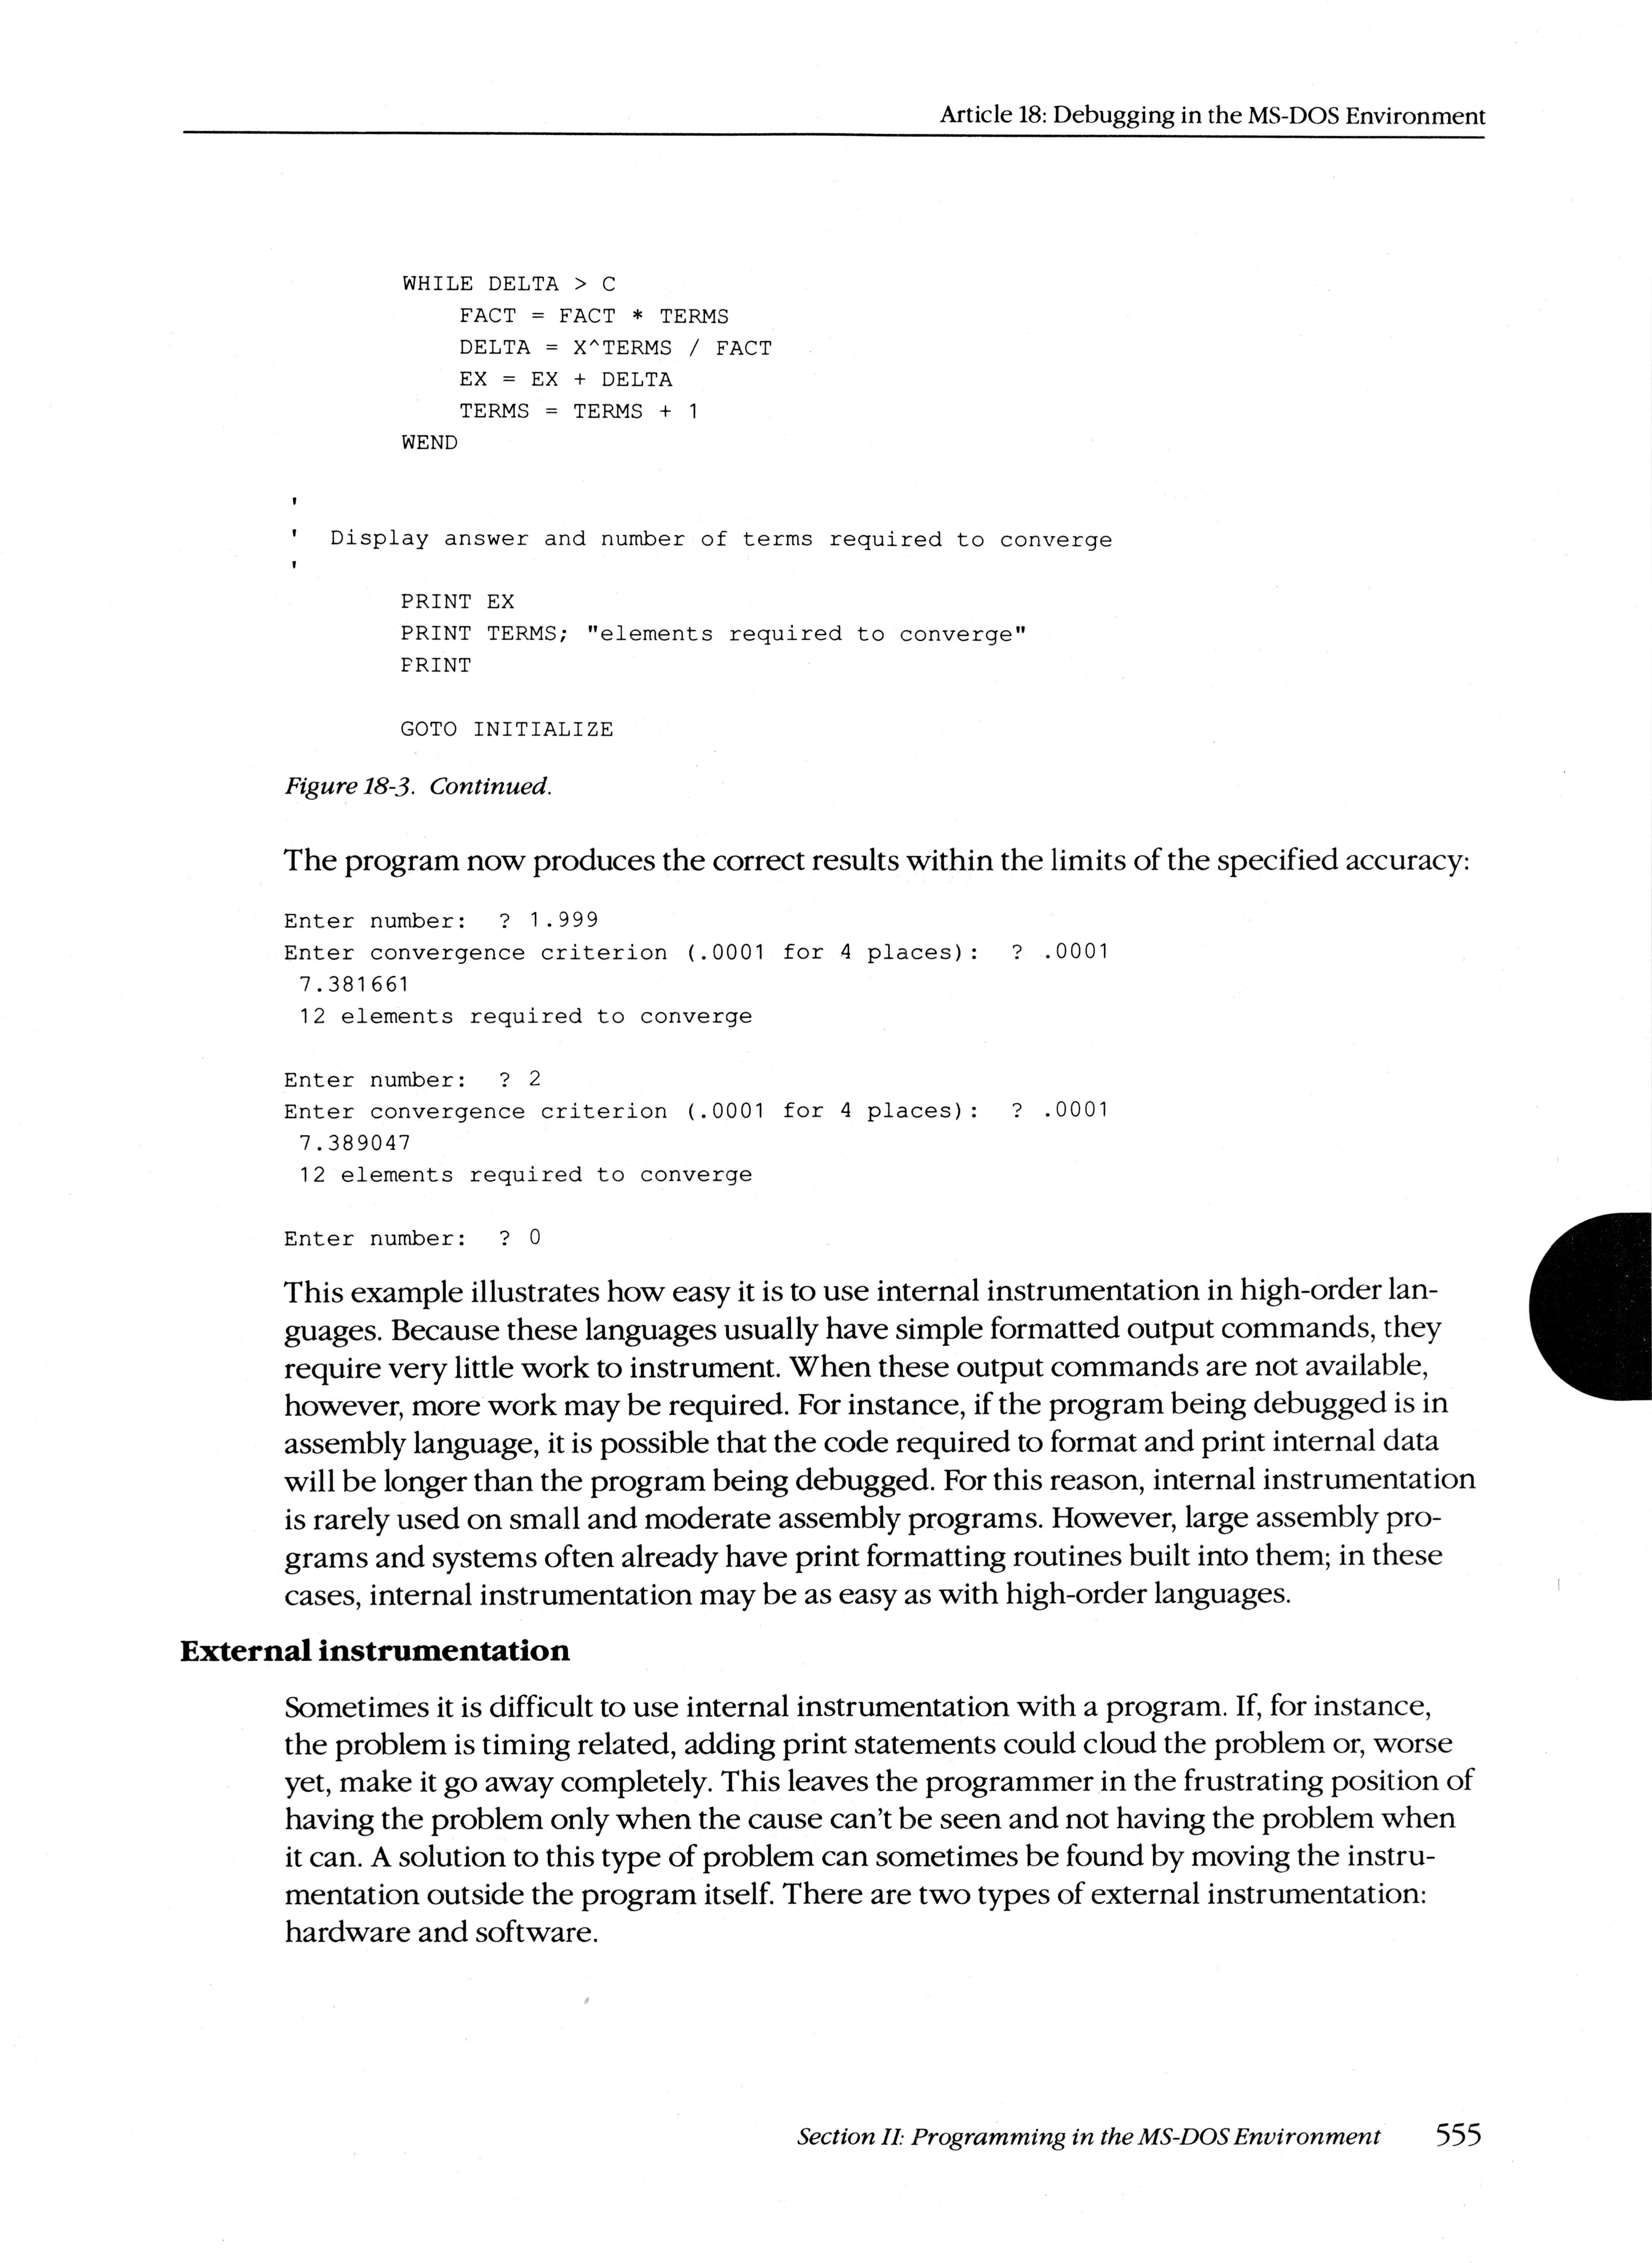 Article 18: Debugging in the MS-DOS Environment
WHILE DELTA > C
FACT = FACT * TERMS
DELTA = X^TERMS / FACT
EX = EX + DELTA
TERMS = TERMS + 1
WEND
'
' Display answer and number of terms required to converge
'
PRINT EX
PRINT TERMS; "elements required to converge"
PRINT
GOTO INITIALIZE
Figure 18-3. Continued.
The program now produces the correct results within the limits of the specified accuracy:
Enter number: ? 1.999
Enter convergence criterion (.0001 for 4 places): ? .0001
7.381661
12 elements required to converge
Enter number: ? 2
Enter convergence criterion (.0001 for 4 places): ? .0001
7.389047
12 elements required to converge
Enter number: ? 0
This example illustrates how easy it is to use internal instrumentation in high-order lan-
guages. Because these languages usually have simple formatted output commands, they
require very little work to instrument. When these output commands are not available,
however, more work may be required. For instance, if the program being debugged is in
assembly language, it is possible that the code required to format and print internal data
will be longer than the program being debugged. For this reason, internal instrumentation
is rarely used on small and moderate assembly programs. However, large assembly pro-
grams and systems often already have print formatting routines built into them; in these
cases, internal instrumentation may be as easy as with high-order languages.
External instrumentation
Sometimes it is difficult to use internal instrumentation with a program. If, for instance,
the problem is timing related, adding print statements could cloud the problem or, worse
yet, make it go away completely. This leaves the programmer in the frustrating position of
having the problem only when the cause can't be seen and not having the problem when
it can. A solution to this type of problem can sometimes be found by moving the instru-
mentation outside the program itself. There are two types of external instrumentation:
hardware and software.
Section II: Programming in the MS-DOS Environment 555